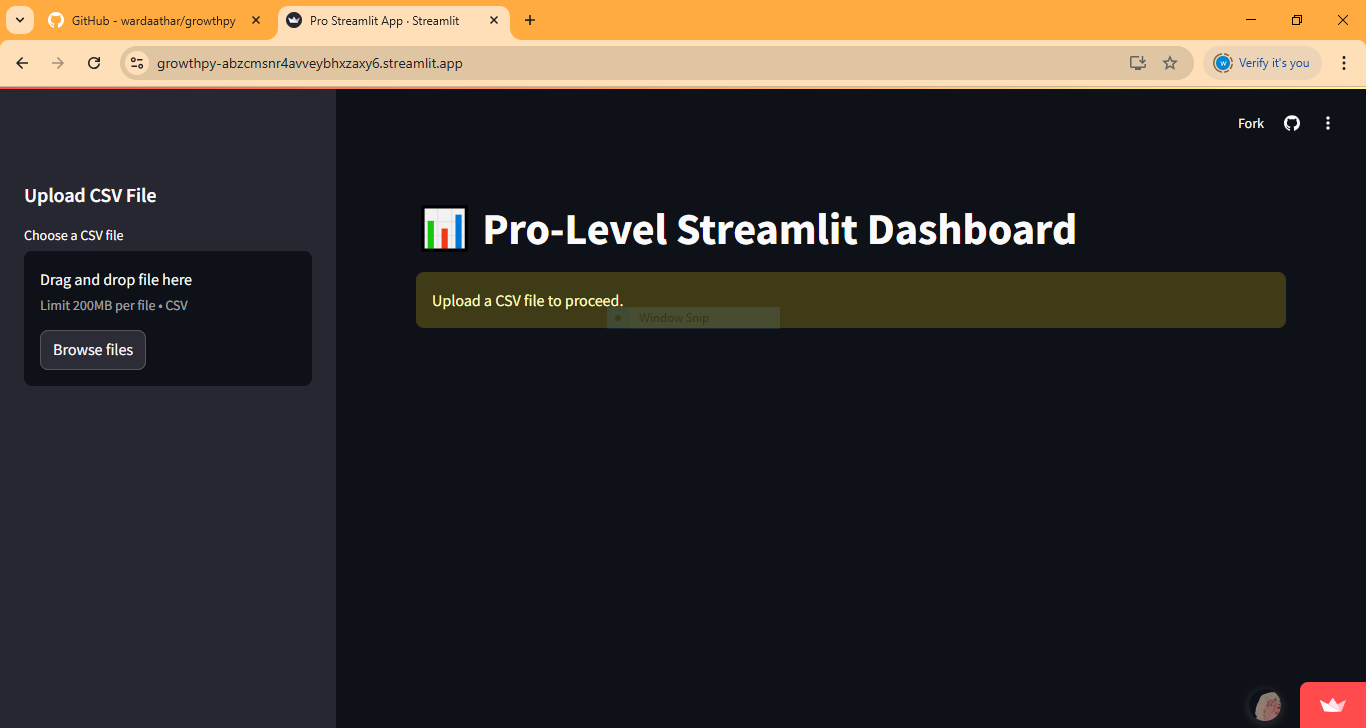 GitHub - wardaathar/growthpy
Pro Streamlit App · Streamlit
growthpy-abzcmsnr4avveybhxzaxy6.streamlit.app
Verify it's you
Fork
Upload CSV File
Choose a CSV file
Drag and drop file here
Limit 200MB per file • CSV
Browse files
Pro-Level Streamlit Dashboard
Upload a CSV file to proceed.
Window Snip